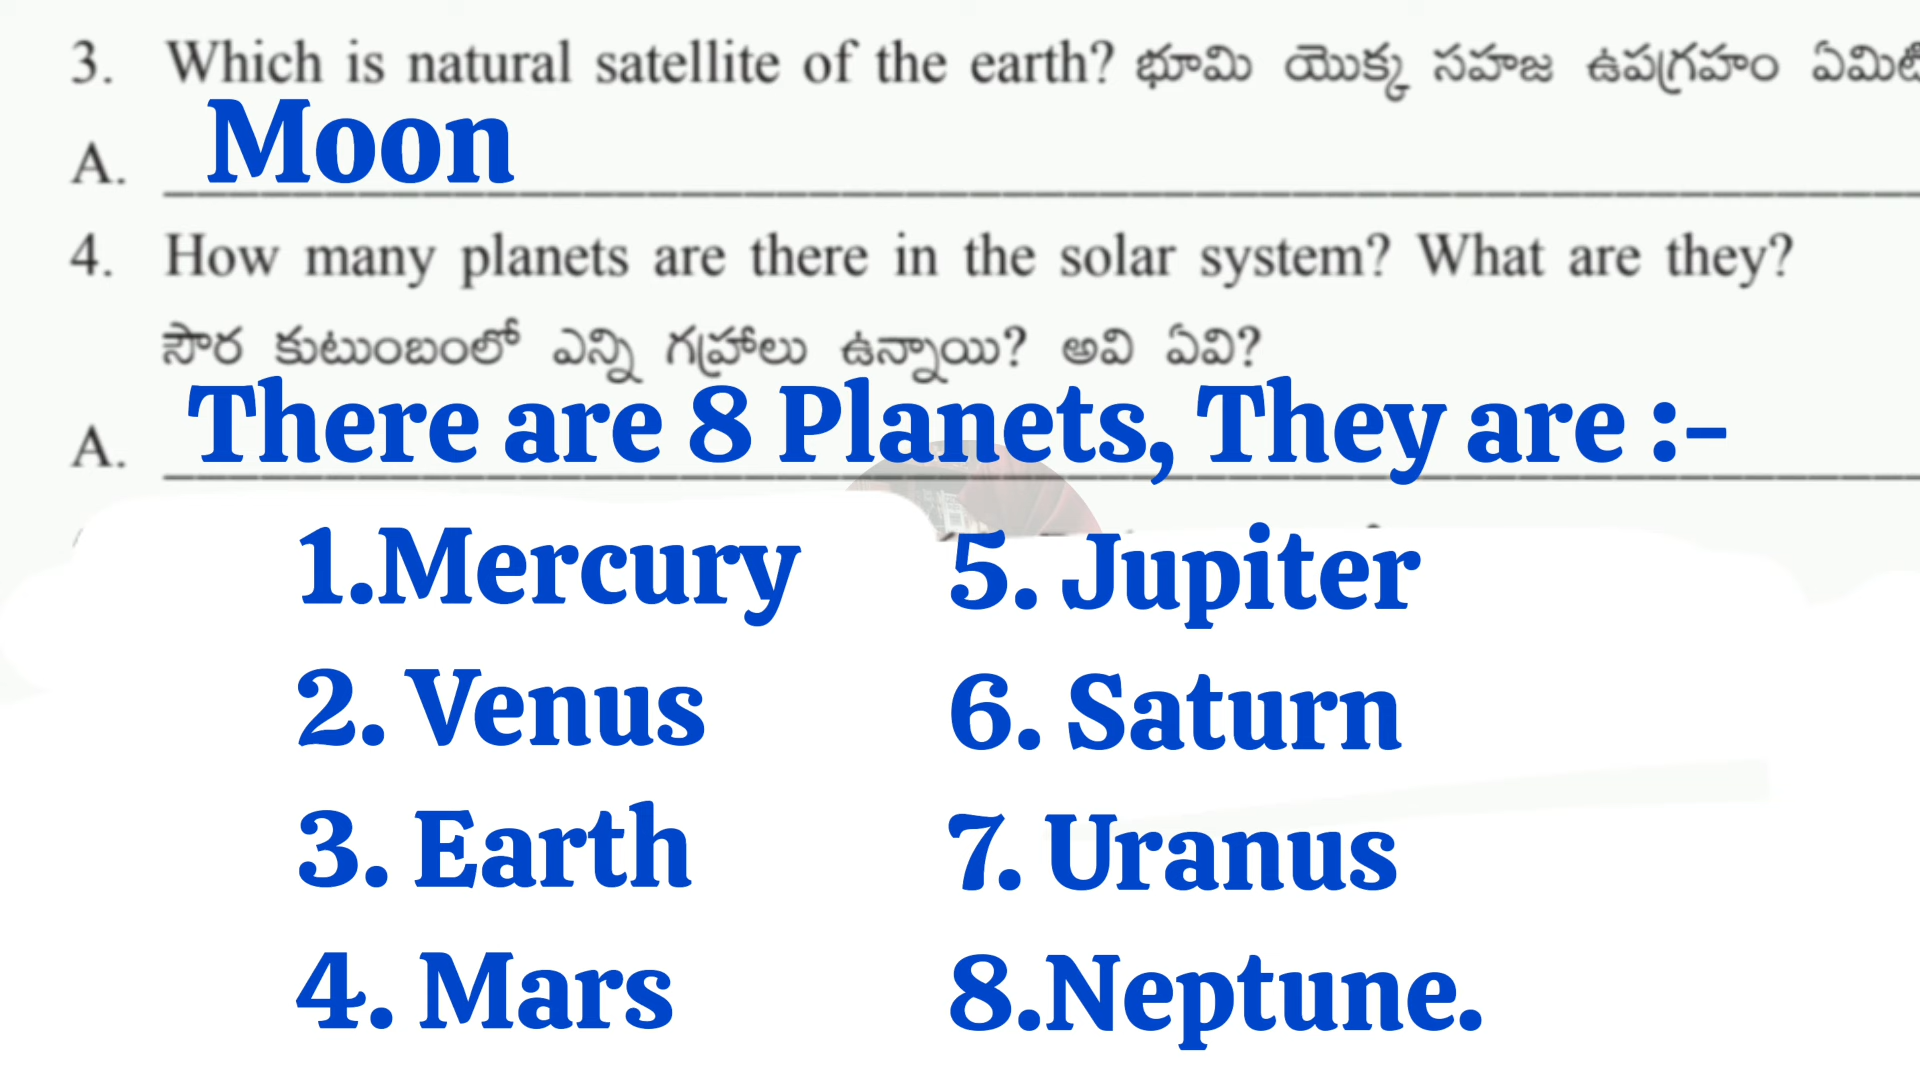 3. Which is natural satellite of the earth? భూమి యొక్క సహజ ఉపగ్రహం
A. Moon
4. How many planets are there in the solar system? What are they?
సౌర కుటుంబంలో ఎన్ని గ్రహాలు ఉన్నాయి? అవి ఏవి?
A. There are 8 Planets, They are :-
1.Mercury
2. Venus
3. Earth
4. Mars
5. Jupiter
6. Saturn
7. Uranus
8.Neptune.